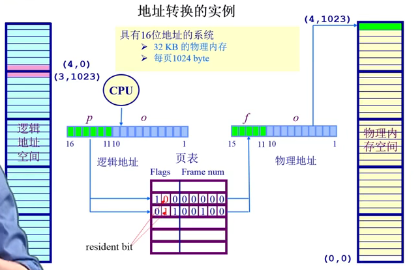 地址转换的实例
(4,1023)
具有16位地址的系统
32 KB 的物理内存
每页1024 byte
(4,0)
(3,1023)
CPU
p o
f o
16 11 10 1
15 11 10 1
逻辑地址空间
逻辑地址
页表
物理地址
物理内存空间
Flags Frame num
1 0 0 0 0 0 0 0
0 1 1 0 0 1 0 0
resident bit
(0,0)